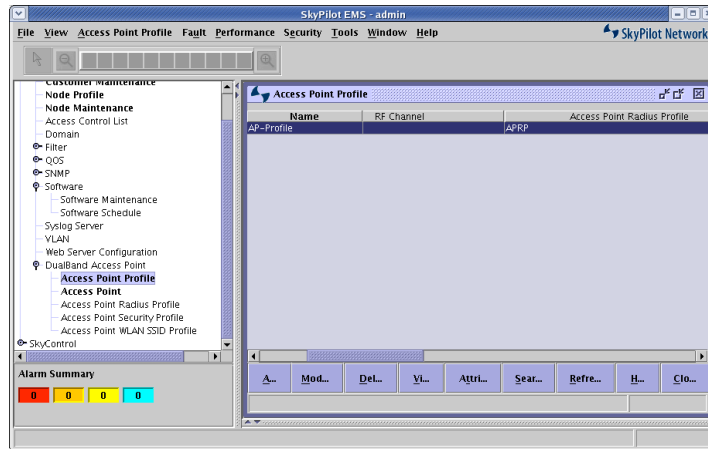 SkyPilot EMS - admin
File View Access Point Profile Fault Performance Security Tools Window Help
SkyPilot Network
Customer Maintenance
Node Profile
Node Maintenance
Access Control List
Domain
Filter
QOS
SNMP
Software
Software Maintenance
Software Schedule
Syslog Server
VLAN
Web Server Configuration
DualBand Access Point
Access Point Profile
Access Point
Access Point Radius Profile
Access Point Security Profile
Access Point WLAN SSID Profile
SkyControl
Alarm Summary
0 0 0 0
Access Point Profile
Name RF Channel Access Point Radius Profile
AP-Profile APRP
A... Mod... Del... Vi... Attri... Sear... Refre... H... Clo...